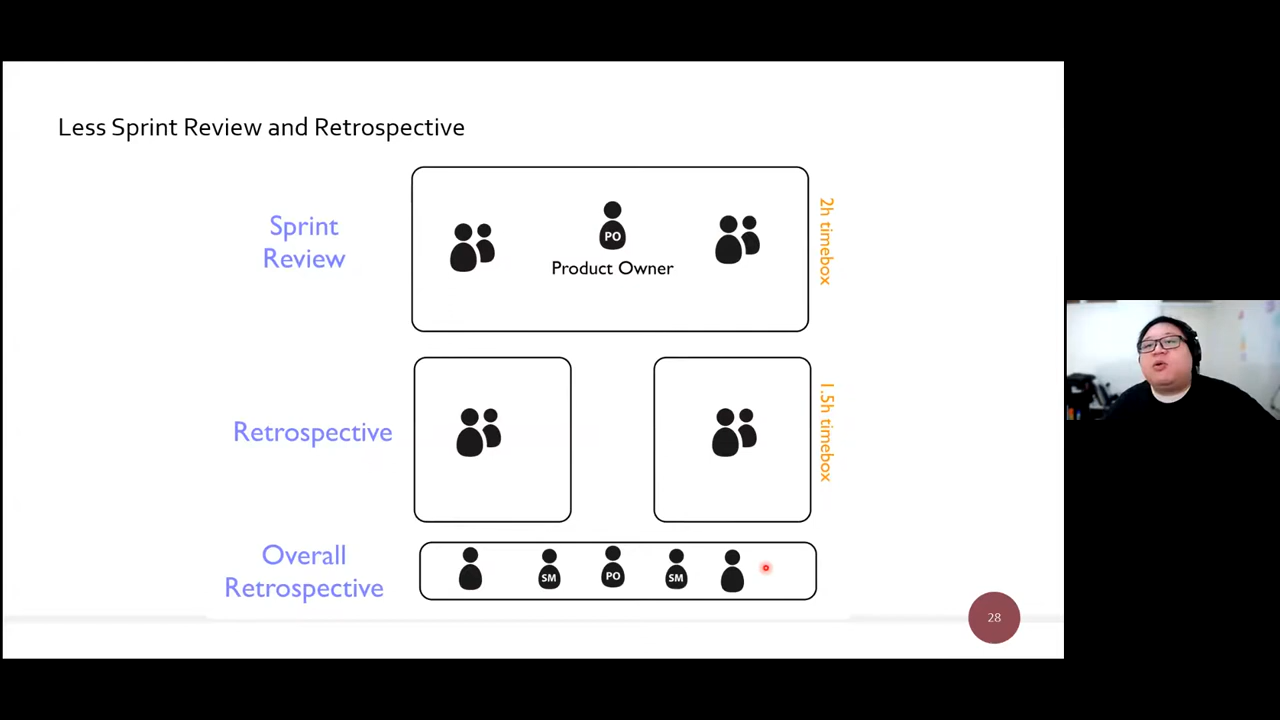 Less Sprint Review and Retrospective
Sprint
Review
PO
Product Owner
2h timebox
Retrospective
1.5h timebox
Overall
Retrospective
SM
PO
SM
28